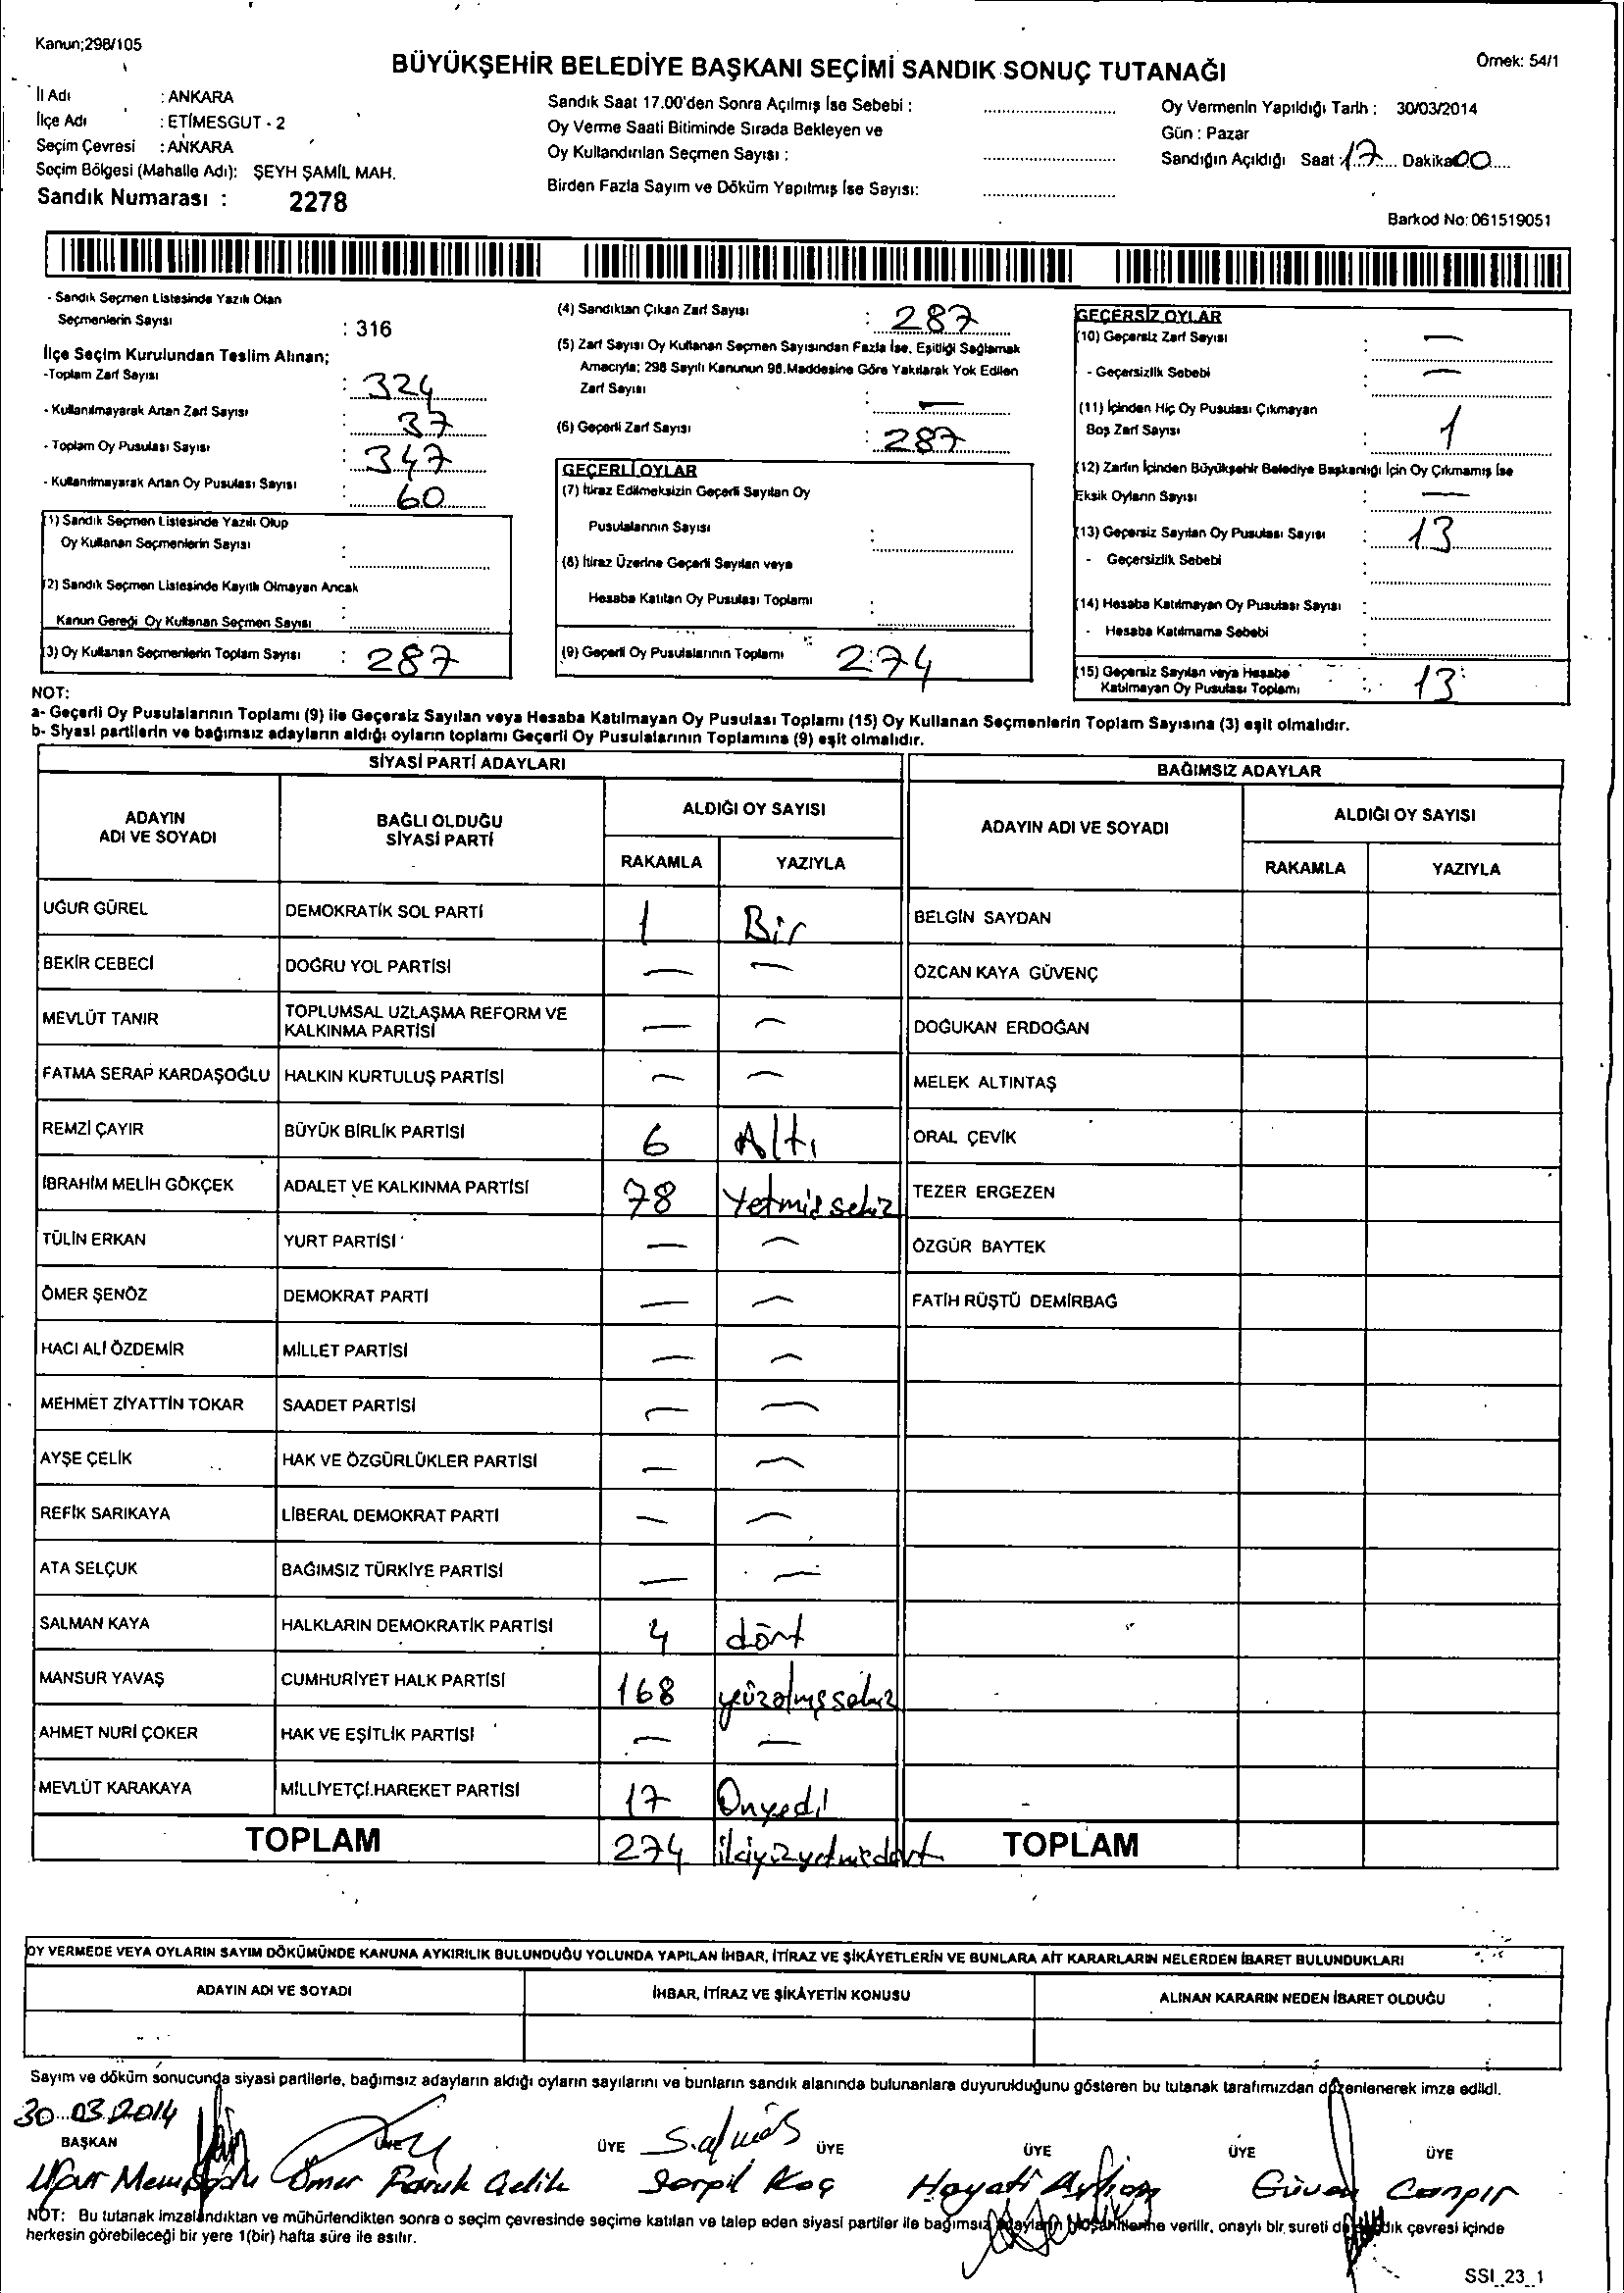 Kanun;298/105
Örnek: 54/1
BÜYÜKŞEHİR BELEDİYE BAŞKANI SEÇİMİ SANDIK SONUÇ TUTANAĞI
İl Adı : ANKARA
İlçe Adı : ETİMESGUT - 2
Seçim Çevresi : ANKARA
Seçim Bölgesi (Mahalle Adı): ŞEYH ŞAMİL MAH.
Sandık Numarası : 2278
Sandık Saat 17.00'den Sonra Açılmış İse Sebebi :
Oy Verme Saati Bitiminde Sırada Bekleyen ve
Oy Kullandırılan Seçmen Sayısı :
Birden Fazla Sayım ve Döküm Yapılmış İse Sayısı:
Oy Vermenin Yapıldığı Tarih : 30/03/2014
Gün : Pazar
Sandığın Açıldığı Saat : 17 Dakika 00
Barkod No: 061519051
- Sandık Seçmen Listesinde Yazılı Olan
Seçmenlerin Sayısı : 316
İlçe Seçim Kurulundan Teslim Alınan;
-Toplam Zarf Sayısı : 324
- Kullanılmayarak Artan Zarf Sayısı : 37
- Toplam Oy Pusulası Sayısı : 347
- Kullanılmayarak Artan Oy Pusulası Sayısı : 60
(1) Sandık Seçmen Listesinde Yazılı Olup
Oy Kullanan Seçmenlerin Sayısı :
(2) Sandık Seçmen Listesinde Kayıtlı Olmayan Ancak
Kanun Gereği Oy Kullanan Seçmen Sayısı :
(3) Oy Kullanan Seçmenlerin Toplam Sayısı : 287
(4) Sandıktan Çıkan Zarf Sayısı : 287
(5) Zarf Sayısı Oy Kullanan Seçmen Sayısından Fazla İse, Eşitliği Sağlamak
Amacıyla; 298 Sayılı Kanunun 98.Maddesine Göre Yakılarak Yok Edilen
Zarf Sayısı : —
(6) Geçerli Zarf Sayısı : 287
GEÇERLİ OYLAR
(7) İtiraz Edilmeksizin Geçerli Sayılan Oy
Pusulalarının Sayısı :
(8) İtiraz Üzerine Geçerli Sayılan veya
Hesaba Katılan Oy Pusulası Toplamı :
(9) Geçerli Oy Pusulalarının Toplamı : 274
GEÇERSİZ OYLAR
(10) Geçersiz Zarf Sayısı : —
- Geçersizlik Sebebi : —
(11) İçinden Hiç Oy Pusulası Çıkmayan
Boş Zarf Sayısı : 1
(12) Zarfın İçinden Büyükşehir Belediye Başkanlığı İçin Oy Çıkmamış İse
Eksik Oyların Sayısı : —
(13) Geçersiz Sayılan Oy Pusulası Sayısı : 13
- Geçersizlik Sebebi :
(14) Hesaba Katılmayan Oy Pusulası Sayısı :
- Hesaba Katılmama Sebebi :
(15) Geçersiz Sayılan veya Hesaba
Katılmayan Oy Pusulası Toplamı : 13
NOT:
a- Geçerli Oy Pusulalarının Toplamı (9) ile Geçersiz Sayılan veya Hesaba Katılmayan Oy Pusulası Toplamı (15) Oy Kullanan Seçmenlerin Toplam Sayısına (3) eşit olmalıdır.
b- Siyasi partilerin ve bağımsız adayların aldığı oyların toplamı Geçerli Oy Pusulalarının Toplamına (9) eşit olmalıdır.
SİYASİ PARTİ ADAYLARI
BAĞIMSIZ ADAYLAR
ADAYIN
ADI VE SOYADI
BAĞLI OLDUĞU
SİYASİ PARTİ
ALDIĞI OY SAYISI
RAKAMLA YAZIYLA
ADAYIN ADI VE SOYADI
ALDIĞI OY SAYISI
RAKAMLA YAZIYLA
UĞUR GÜREL DEMOKRATİK SOL PARTİ 1 Bir BELGİN SAYDAN
BEKİR CEBECİ DOĞRU YOL PARTİSİ — — ÖZCAN KAYA GÜVENÇ
MEVLÜT TANIR TOPLUMSAL UZLAŞMA REFORM VE
KALKINMA PARTİSİ — — DOĞUKAN ERDOĞAN
FATMA SERAP KARDAŞOĞLU HALKIN KURTULUŞ PARTİSİ — — MELEK ALTINTAŞ
REMZİ ÇAYIR BÜYÜK BİRLİK PARTİSİ 6 Altı ORAL ÇEVİK
İBRAHİM MELİH GÖKÇEK ADALET VE KALKINMA PARTİSİ 78 Yetmişsekiz TEZER ERGEZEN
TÜLİN ERKAN YURT PARTİSİ — — ÖZGÜR BAYTEK
ÖMER ŞENÖZ DEMOKRAT PARTİ — — FATİH RÜŞTÜ DEMİRBAĞ
HACI ALİ ÖZDEMİR MİLLET PARTİSİ — —
MEHMET ZİYATTİN TOKAR SAADET PARTİSİ — —
AYŞE ÇELİK HAK VE ÖZGÜRLÜKLER PARTİSİ — —
REFİK SARIKAYA LİBERAL DEMOKRAT PARTİ — —
ATA SELÇUK BAĞIMSIZ TÜRKİYE PARTİSİ — —
SALMAN KAYA HALKLARIN DEMOKRATİK PARTİSİ 4 dört
MANSUR YAVAŞ CUMHURİYET HALK PARTİSİ 168 yüzatmışsekiz
AHMET NURİ ÇOKER HAK VE EŞİTLİK PARTİSİ — —
MEVLÜT KARAKAYA MİLLİYETÇİ HAREKET PARTİSİ 17 Onyedi
TOPLAM 274 ikiyüzyetmişdört TOPLAM
OY VERMEDE VEYA OYLARIN SAYIM DÖKÜMÜNDE KANUNA AYKIRILIK BULUNDUĞU YOLUNDA YAPILAN İHBAR, İTİRAZ VE ŞİKÂYETLERİN VE BUNLARA AİT KARARLARIN NELERDEN İBARET BULUNDUKLARI
ADAYIN ADI VE SOYADI İHBAR, İTİRAZ VE ŞİKÂYETİN KONUSU ALINAN KARARIN NEDEN İBARET OLDUĞU
Sayım ve döküm sonucunda siyasi partilerle, bağımsız adayların aldığı oyların sayılarını ve bunların sandık alanında bulunanlara duyurulduğunu gösteren bu tutanak tarafımızdan düzenlenerek imza edildi.
30.03.2014
BAŞKAN ÜYE ÜYE ÜYE ÜYE ÜYE ÜYE
Uğur Ömer Faruk Çelik Serpil Koç Hayati Güven
NOT: Bu tutanak imzalandıktan ve mühürlendikten sonra o seçim çevresinde seçime katılan ve talep eden siyasi partiler ile bağımsız adayların verilir, onaylı bir sureti de sandık çevresi içinde
herkesin görebileceği bir yere 1(bir) hafta süre ile asılır.
SSI_23_1